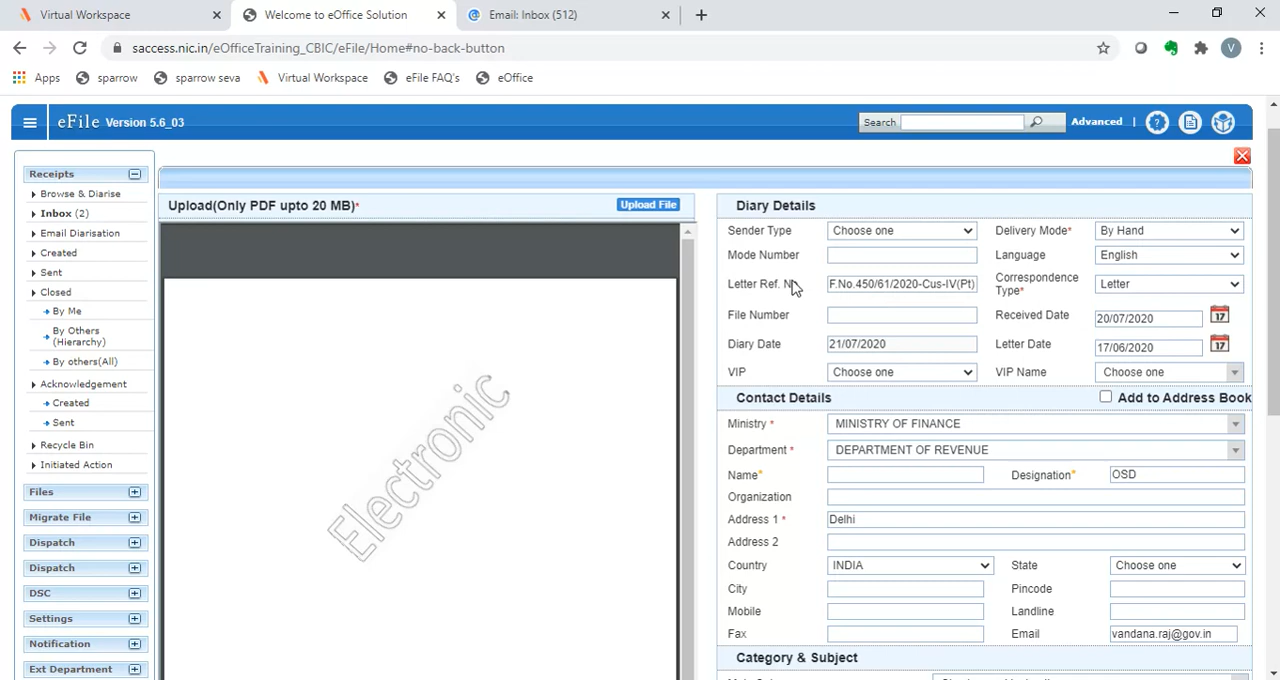 Virtual Workspace
Welcome to eOffice Solution
Email: Inbox (512)
saccess.nic.in/eOfficeTraining_CBIC/eFile/Home#no-back-button
V
Apps
sparrow
sparrow seva
Virtual Workspace
eFile FAQ's
eOffice
eFile Version 5.6_03
Search
Advanced
Receipts
Browse & Diarise
Inbox (2)
Email Diarisation
Created
Sent
Closed
By Me
By Others
(Hierarchy)
By others(All)
Acknowledgement
Created
Sent
Recycle Bin
Initiated Action
Files
Migrate File
Dispatch
Dispatch
DSC
Settings
Notification
Ext Department
Upload(Only PDF upto 20 MB)*
Upload File
Electronic
Diary Details
Sender Type Choose one Delivery Mode* By Hand
Mode Number Language English
Letter Ref. F.No.450/61/2020-Cus-IV(Pt) Correspondence Type* Letter
File Number Received Date 20/07/2020 17
Diary Date 21/07/2020 Letter Date 17/06/2020 17
VIP Choose one VIP Name Choose one
Contact Details Add to Address Book
Ministry * MINISTRY OF FINANCE
Department * DEPARTMENT OF REVENUE
Name* Designation* OSD
Organization
Address 1 * Delhi
Address 2
Country INDIA State Choose one
City Pincode
Mobile Landline
Fax Email vandana.raj@gov.in
Category & Subject